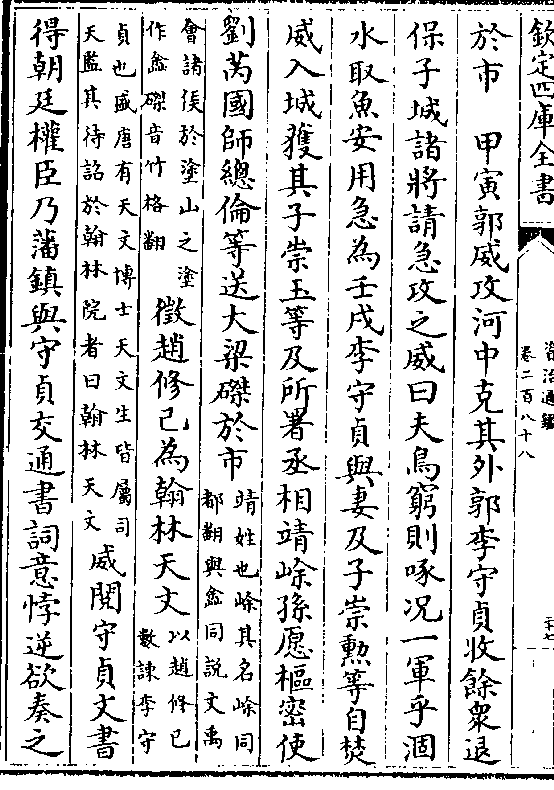 欽定四庫全書
資治通鑑
卷二百八十八
於市　甲寅郭威攻河中克其外郭李守貞收餘衆退
保子城諸將請急攻之威曰夫鳥窮則啄况一軍乎涸
水取魚安用急為壬戌李守貞與妻及子崇勲等自焚
威入城獲其子崇玉等及所署丞相靖峹孫愿樞密使
劉芮國師總倫等送大梁磔於市
靖姓也峹其名峹同
都翻與嵞同説文禹
會諸侯於塗山之塗
作嵞磔音竹格翻
徵趙修己為翰林天文
以趙修己
數諫李守
貞也盛唐有天文博士天文生皆屬司
天監其待詔於翰林院者曰翰林天文
威閱守貞文書
得朝廷權臣乃藩鎮與守貞交通書詞意悖逆欲奏之